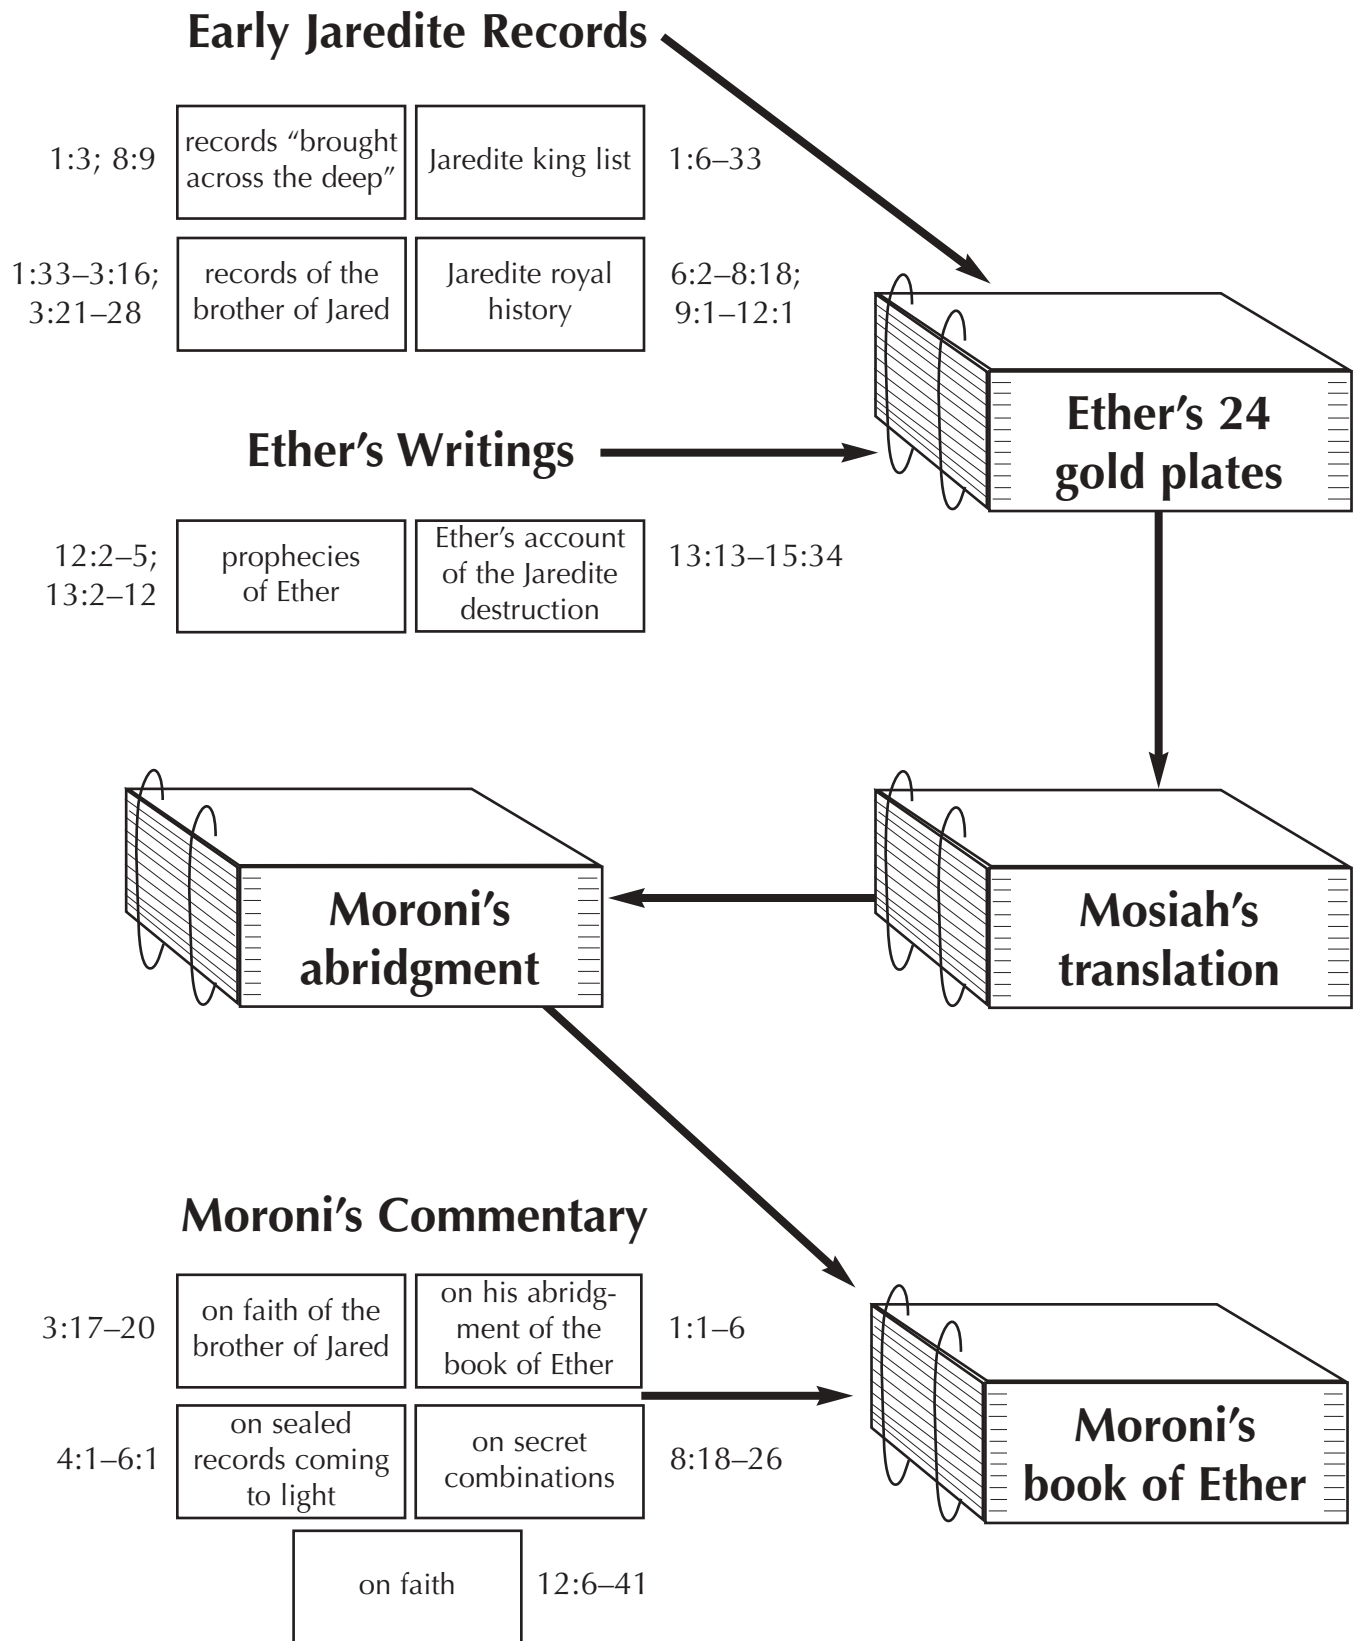 Early Jaredite Records
1:3; 8:9
records “brought
across the deep”
Jaredite king list
1:6–33
1:33–3:16;
3:21–28
records of the
brother of Jared
Jaredite royal
history
6:2–8:18;
9:1–12:1
Ether’s 24
gold plates
Ether’s Writings
12:2–5;
13:2–12
prophecies
of Ether
Ether’s account
of the Jaredite
destruction
13:13–15:34
Moroni’s
abridgment
Mosiah’s
translation
Moroni’s Commentary
3:17–20
on faith of the
brother of Jared
on his abridg-
ment of the
book of Ether
1:1–6
4:1–6:1
on sealed
records coming
to light
on secret
combinations
8:18–26
Moroni’s
book of Ether
on faith
12:6–41